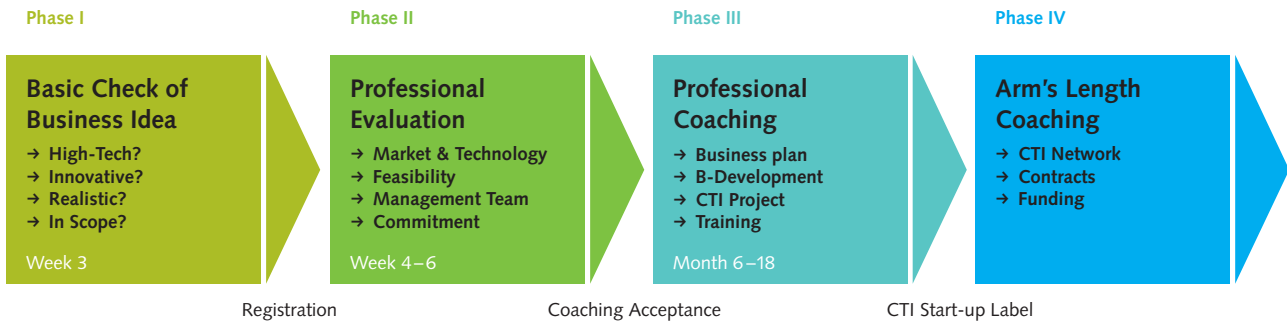 Phase I
Basic Check of
Business Idea
→ High-Tech?
→ Innovative?
→ Realistic?
→ In Scope?
Week 3
Registration
Phase II
Professional
Evaluation
→ Market & Technology
→ Feasibility
→ Management Team
→ Commitment
Week 4–6
Coaching Acceptance
Phase III
Professional
Coaching
→ Business plan
→ B-Development
→ CTI Project
→ Training
Month 6–18
CTI Start-up Label
Phase IV
Arm's Length
Coaching
→ CTI Network
→ Contracts
→ Funding